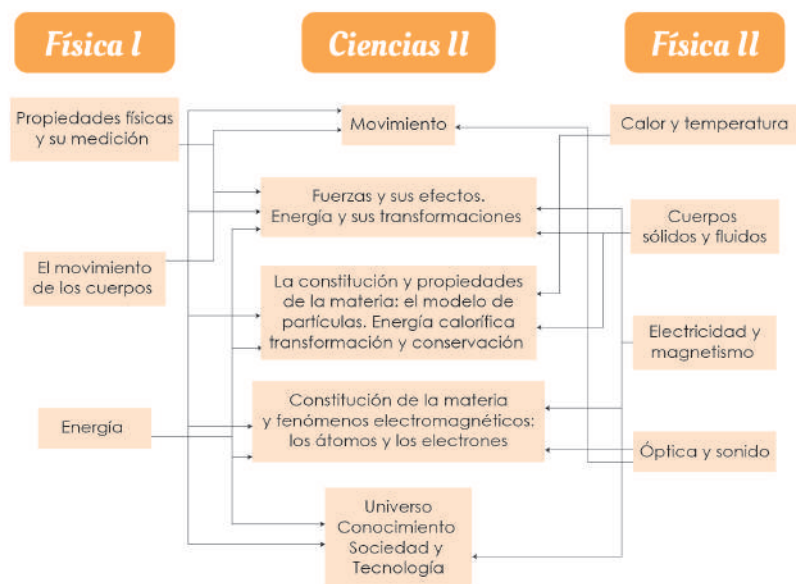 Física I
Ciencias II
Física II
Propiedades físicas
y su medición
Movimiento
Calor y temperatura
Fuerzas y sus efectos.
Energía y sus transformaciones
Cuerpos
sólidos y fluidos
El movimiento
de los cuerpos
La constitución y propiedades
de la materia: el modelo de
partículas. Energía calorífica
transformación y conservación
Electricidad y
magnetismo
Energía
Constitución de la materia
y fenómenos electromagnéticos:
los átomos y los electrones
Óptica y sonido
Universo
Conocimiento
Sociedad y
Tecnología